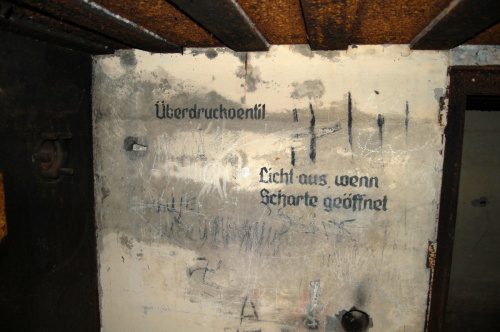 Überdruckventil
Licht aus, wenn
Scharte geöffnet